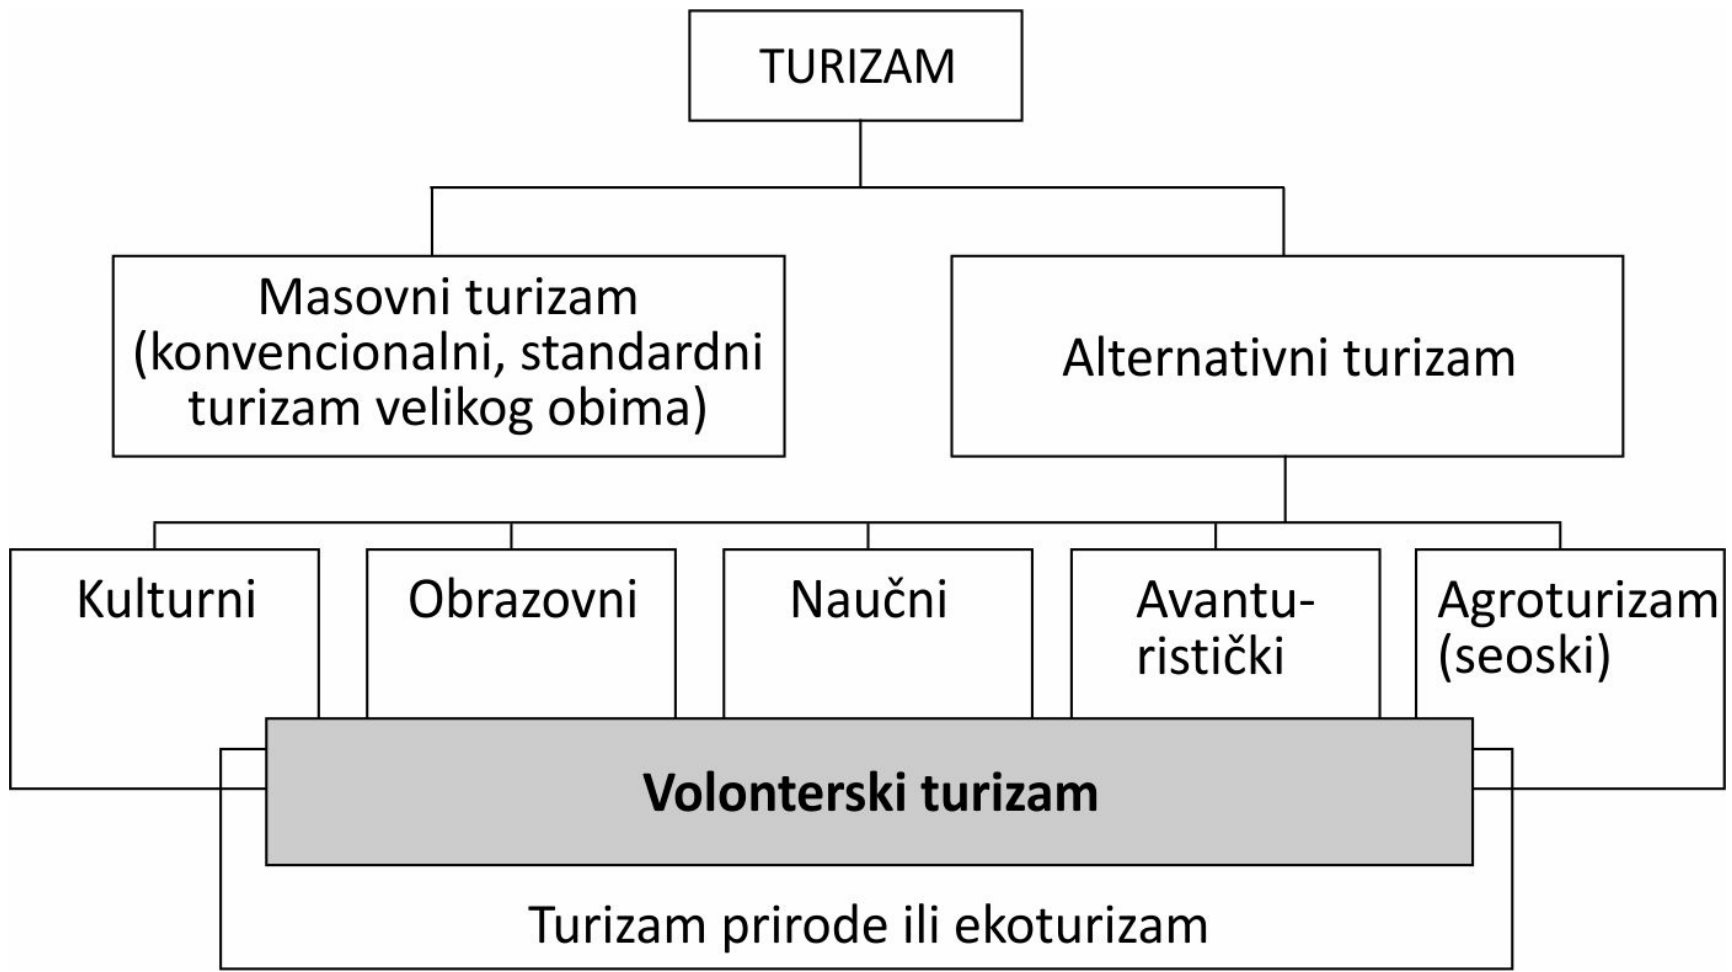 TURIZAM
Masovni turizam
(konvencionalni, standardni
turizam velikog obima)
Alternativni turizam
Kulturni
Obrazovni
Naučni
Avantu-
ristički
Agroturizam
(seoski)
Volonterski turizam
Turizam prirode ili ekoturizam